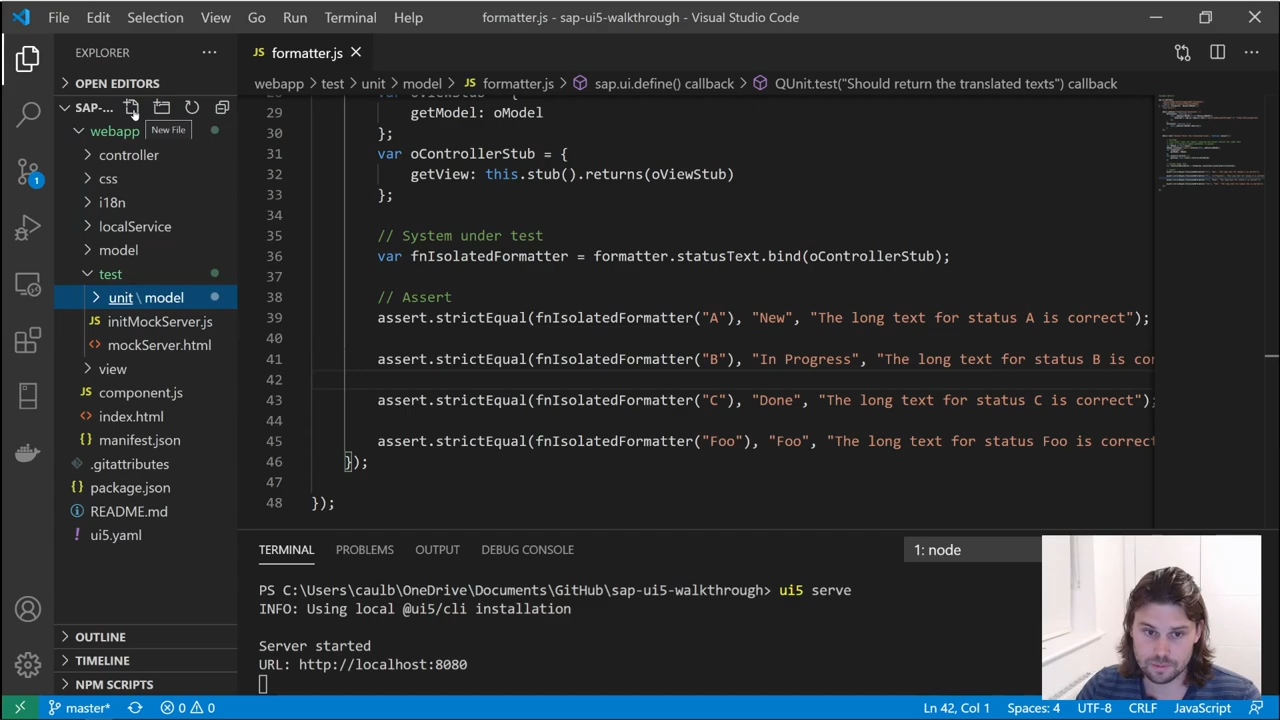 File Edit Selection View Go Run Terminal Help
formatter.js - sap-ui5-walkthrough - Visual Studio Code
EXPLORER
OPEN EDITORS
SAP-...
New File
webapp
controller
css
i18n
localService
model
test
unit \ model
initMockServer.js
mockServer.html
view
component.js
index.html
manifest.json
.gitattributes
package.json
README.md
ui5.yaml
OUTLINE
TIMELINE
NPM SCRIPTS
1
JS formatter.js
webapp > test > unit > model > JS formatter.js > sap.ui.define() callback > QUnit.test("Should return the translated texts") callback
29 getModel: oModel
30 };
31 var oControllerStub = {
32 getView: this.stub().returns(oViewStub)
33 };
34
35 // System under test
36 var fnIsolatedFormatter = formatter.statusText.bind(oControllerStub);
37
38 // Assert
39 assert.strictEqual(fnIsolatedFormatter("A"), "New", "The long text for status A is correct");
40
41 assert.strictEqual(fnIsolatedFormatter("B"), "In Progress", "The long text for status B is cor
42
43 assert.strictEqual(fnIsolatedFormatter("C"), "Done", "The long text for status C is correct");
44
45 assert.strictEqual(fnIsolatedFormatter("Foo"), "Foo", "The long text for status Foo is correct
46 });
47
48 });
TERMINAL PROBLEMS OUTPUT DEBUG CONSOLE
1: node
PS C:\Users\caulb\OneDrive\Documents\GitHub\sap-ui5-walkthrough> ui5 serve
INFO: Using local @ui5/cli installation
Server started
URL: http://localhost:8080
master* 0 0 Ln 42, Col 1 Spaces: 4 UTF-8 CRLF JavaScript